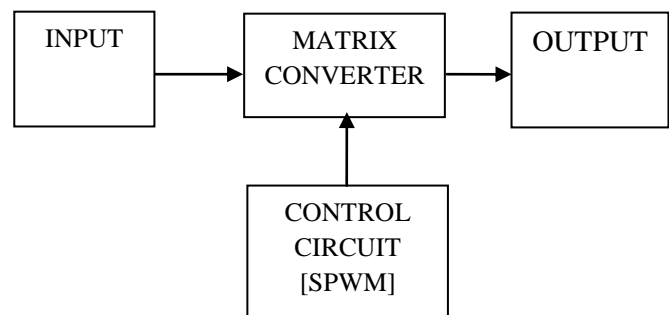 INPUT
MATRIX
CONVERTER
OUTPUT
CONTROL
CIRCUIT
[SPWM]